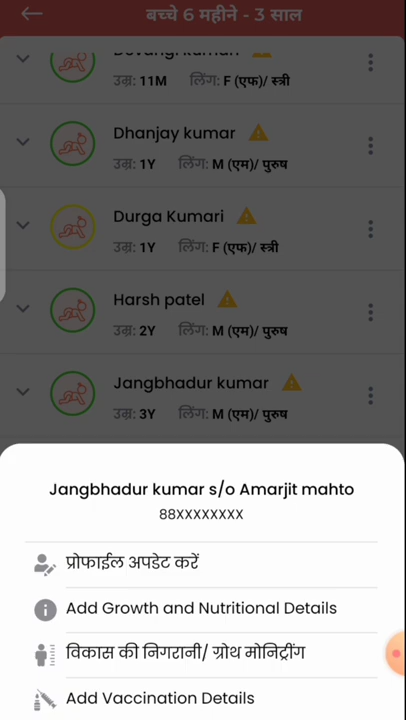 बच्चे 6 महीने - 3 साल
Devangi kumari
उम्र: 11M लिंग: F (एफ)/ स्त्री
Dhanjay kumar
उम्र: 1Y लिंग: M (एम)/ पुरुष
Durga Kumari
उम्र: 1Y लिंग: F (एफ)/ स्त्री
Harsh patel
उम्र: 2Y लिंग: M (एम)/ पुरुष
Jangbhadur kumar
उम्र: 3Y लिंग: M (एम)/ पुरुष
Jangbhadur kumar s/o Amarjit mahto
88XXXXXXXX
प्रोफाईल अपडेट करें
Add Growth and Nutritional Details
विकास की निगरानी/ ग्रोथ मोनिट्रींग
Add Vaccination Details